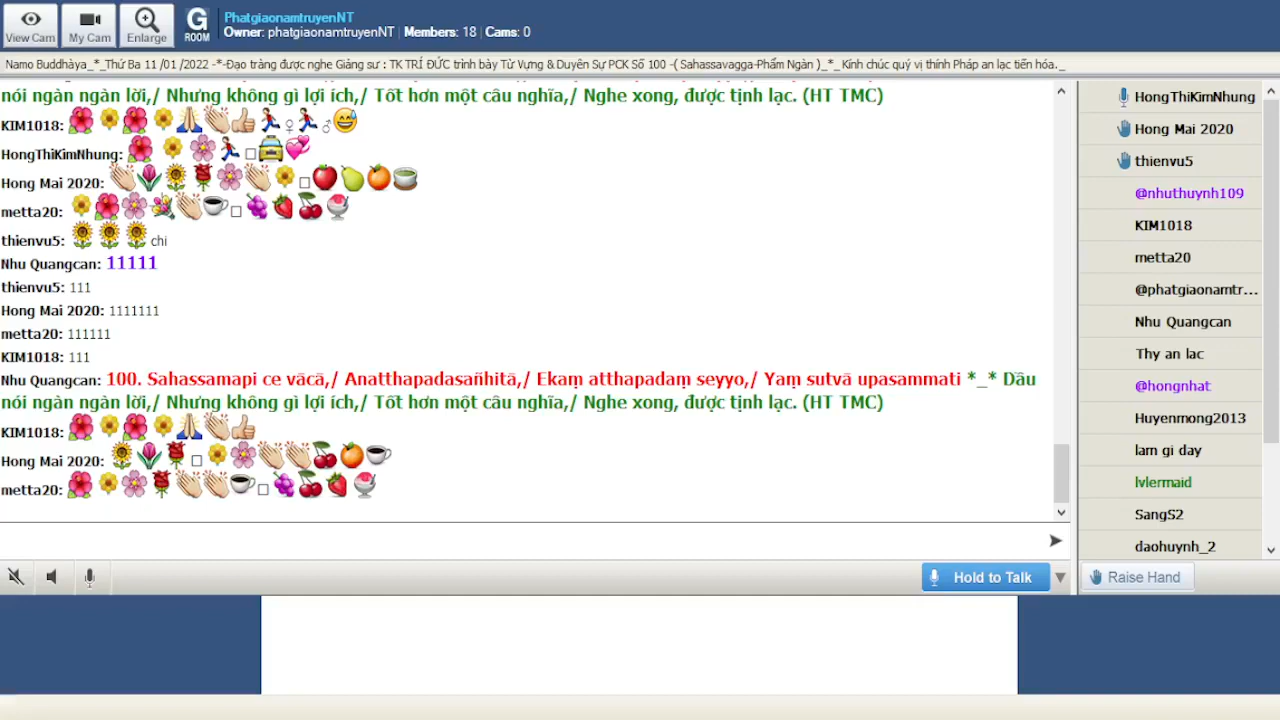 View Cam
My Cam
Enlarge
G
ROOM
PhatgiaonamtruyenNT
Owner: phatgiaonamtruyenNT | Members: 18 | Cams: 0
Namo Buddhàya_*_Thứ Ba 11 /01 /2022 -*-Đạo tràng được nghe Giảng sư : TK TRÍ ĐỨC trình bày Từ Vựng & Duyên Sự PCK Số 100 -( Sahassavagga-Phẩm Ngàn )_*_ Kính chúc quý vị thính Pháp an lạc tiến hóa._
nói ngàn ngàn lời,/ Nhưng không gì lợi ích,/ Tốt hơn một câu nghĩa,/ Nghe xong, được tịnh lạc. (HT TMC)
KIM1018:
HongThiKimNhung:
Hong Mai 2020:
metta20:
thienvu5: chi
Nhu Quangcan: 11111
thienvu5: 111
Hong Mai 2020: 1111111
metta20: 111111
KIM1018: 111
Nhu Quangcan: 100. Sahassamapi ce vācā,/ Anatthapadasañhitā,/ Ekaṃ atthapadaṃ seyyo,/ Yaṃ sutvā upasammati *_* Dầu
nói ngàn ngàn lời,/ Nhưng không gì lợi ích,/ Tốt hơn một câu nghĩa,/ Nghe xong, được tịnh lạc. (HT TMC)
KIM1018:
Hong Mai 2020:
metta20:
Hold to Talk
HongThiKimNhung
Hong Mai 2020
thienvu5
@nhuthuynh109
KIM1018
metta20
@phatgiaonamtr...
Nhu Quangcan
Thy an lac
@hongnhat
Huyenmong2013
lam gi day
lvlermaid
SangS2
daohuynh_2
Raise Hand